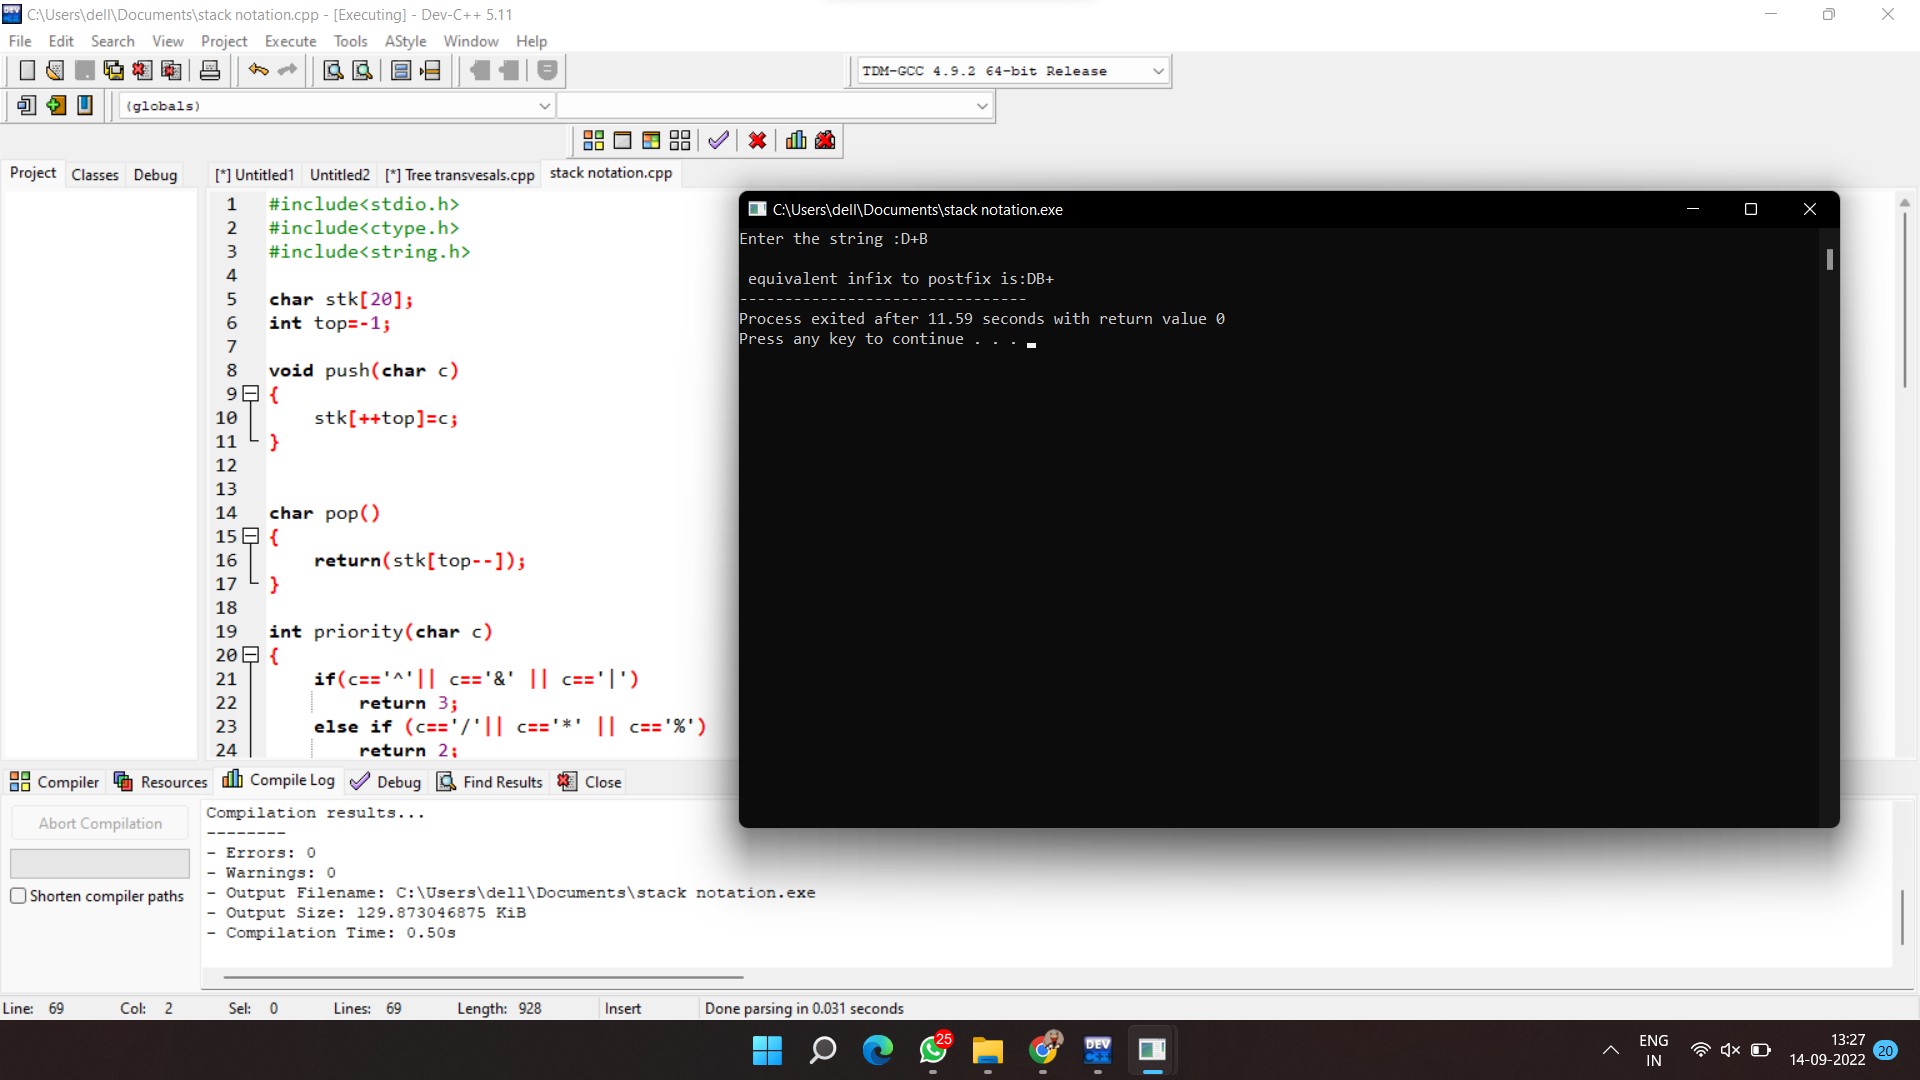 C:\Users\dell\Documents\stack notation.cpp - [Executing] - Dev-C++ 5.11
File Edit Search View Project Execute Tools AStyle Window Help
TDM-GCC 4.9.2 64-bit Release
(globals)
Project Classes Debug
[*] Untitled1 Untitled2 [*] Tree transvesals.cpp stack notation.cpp
1 #include<stdio.h>
2 #include<ctype.h>
3 #include<string.h>
4
5 char stk[20];
6 int top=-1;
7
8 void push(char c)
9 {
10 stk[++top]=c;
11 }
12
13
14 char pop()
15 {
16 return(stk[top--]);
17 }
18
19 int priority(char c)
20 {
21 if(c=='^'|| c=='&' || c=='|')
22 return 3;
23 else if (c=='/'|| c=='*' || c=='%')
24 return 2;
C:\Users\dell\Documents\stack notation.exe
Enter the string :D+B
equivalent infix to postfix is:DB+
--------------------------------
Process exited after 11.59 seconds with return value 0
Press any key to continue . . .
Compiler Resources Compile Log Debug Find Results Close
Abort Compilation
Shorten compiler paths
Compilation results...
--------
- Errors: 0
- Warnings: 0
- Output Filename: C:\Users\dell\Documents\stack notation.exe
- Output Size: 129.873046875 KiB
- Compilation Time: 0.50s
Line: 69 Col: 2 Sel: 0 Lines: 69 Length: 928 Insert Done parsing in 0.031 seconds
25
DEV
C++
ENG
IN
13:27
14-09-2022
20